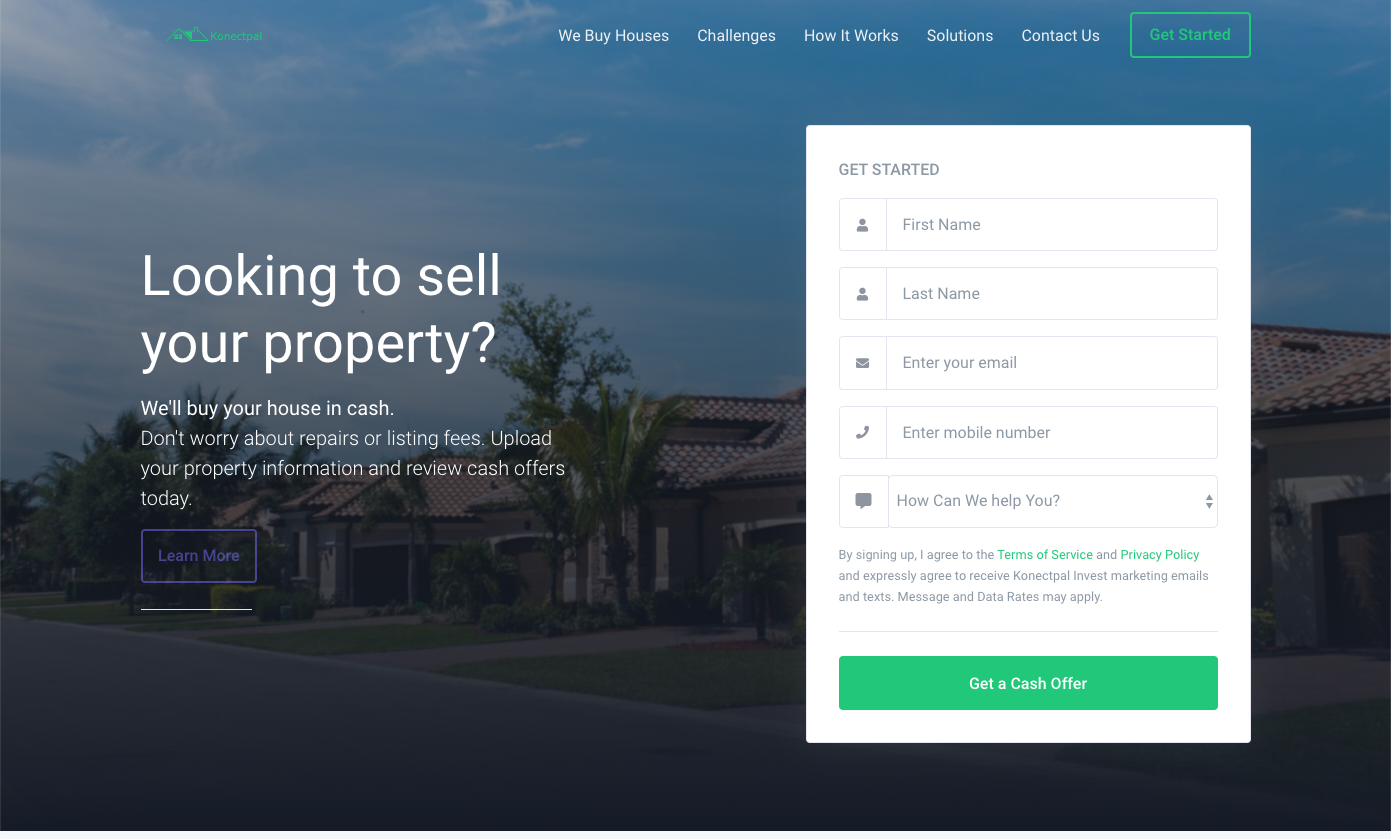 Konectpal
We Buy Houses
Challenges
How It Works
Solutions
Contact Us
Get Started
Looking to sell
your property?
We'll buy your house in cash.
Don't worry about repairs or listing fees. Upload
your property information and review cash offers
today.
Learn More
GET STARTED
First Name
Last Name
Enter your email
Enter mobile number
How Can We help You?
By signing up, I agree to the Terms of Service and Privacy Policy
and expressly agree to receive Konectpal Invest marketing emails
and texts. Message and Data Rates may apply.
Get a Cash Offer